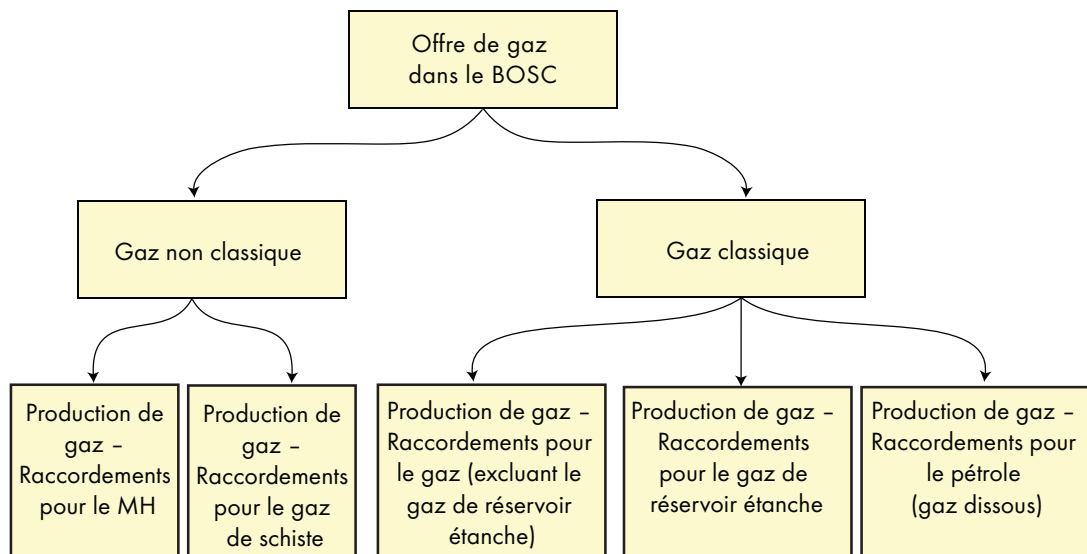 Offre de gaz
dans le BOSC
Gaz non classique
Gaz classique
Production de
gaz –
Raccordements
pour le MH
Production de
gaz –
Raccordements
pour le gaz
de schiste
Production de gaz –
Raccordements pour
le gaz (excluant le
gaz de réservoir
étanche)
Production de gaz –
Raccordements
pour le gaz de
réservoir étanche
Production de gaz –
Raccordements pour
le pétrole
(gaz dissous)